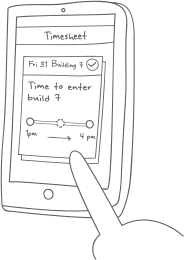 Timesheet
Fri 31 Building 7
Time to enter
build 7
1pm 4 pm